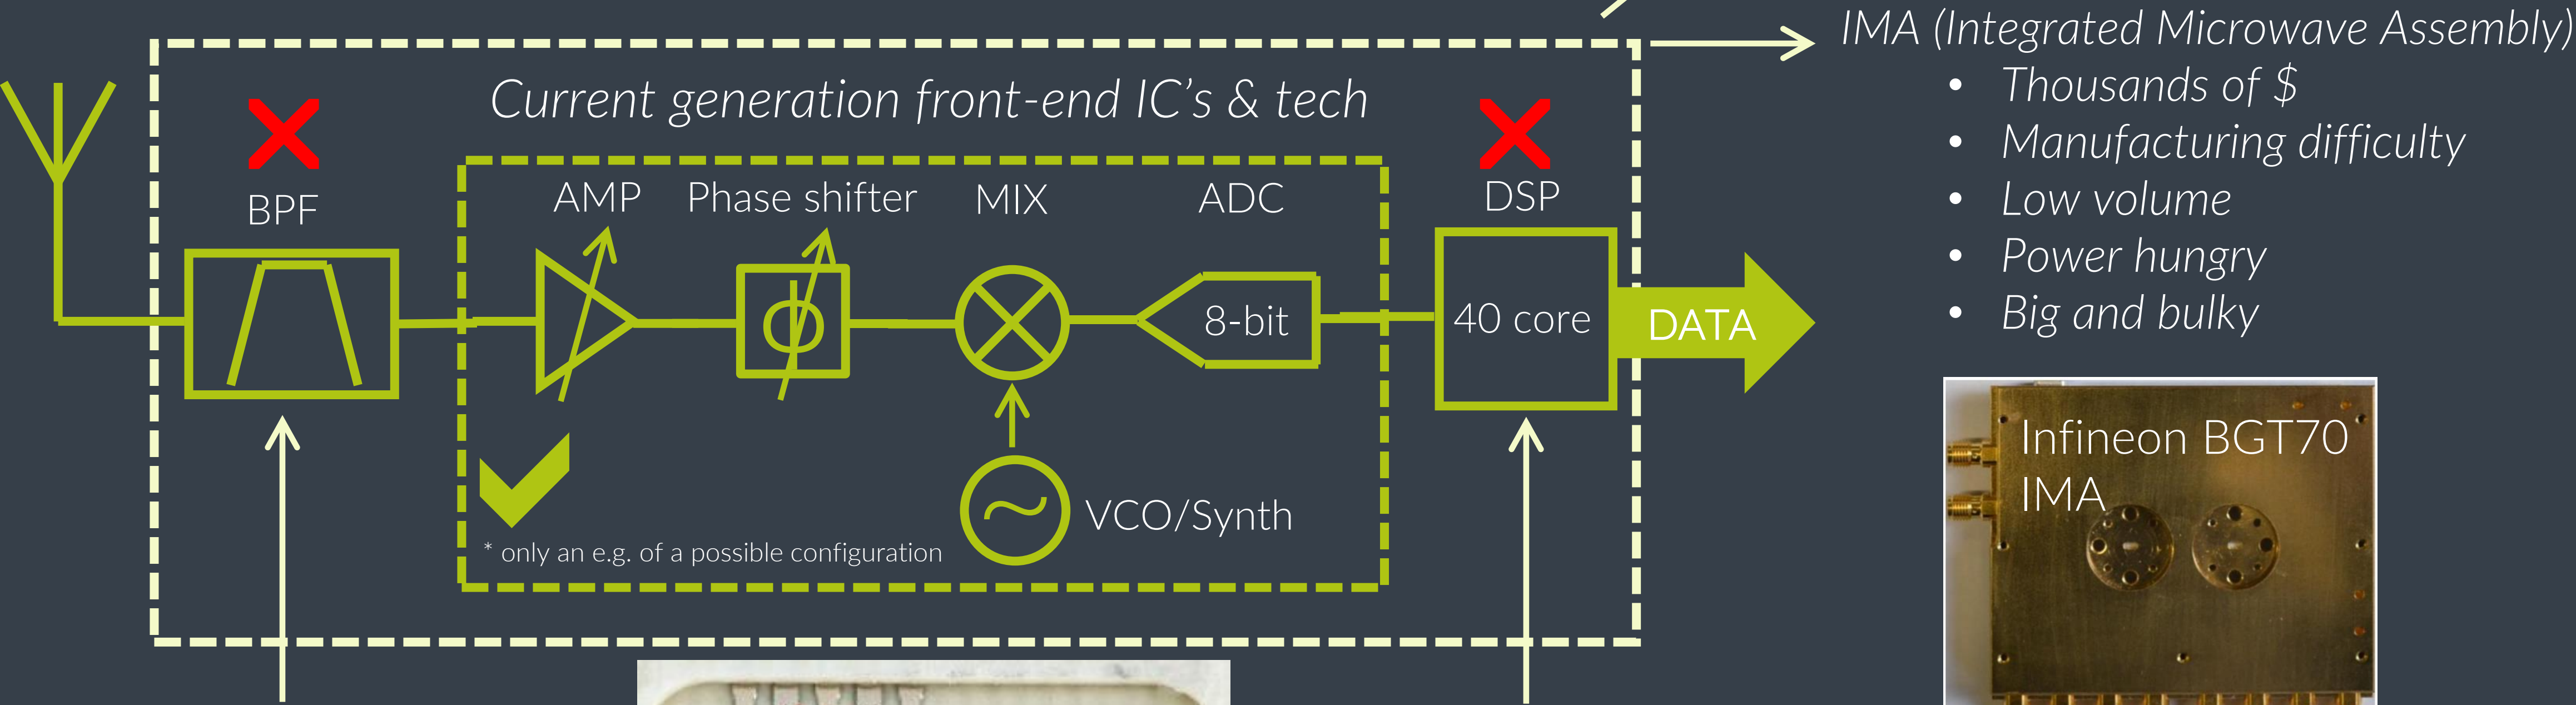 IMA (Integrated Microwave Assembly)
• Thousands of $
• Manufacturing difficulty
• Low volume
• Power hungry
• Big and bulky
Current generation front-end IC's & tech
BPF
AMP
Phase shifter
MIX
ADC
DSP
ϕ
8-bit
40 core
DATA
VCO/Synth
* only an e.g. of a possible configuration
Infineon BGT70
IMA